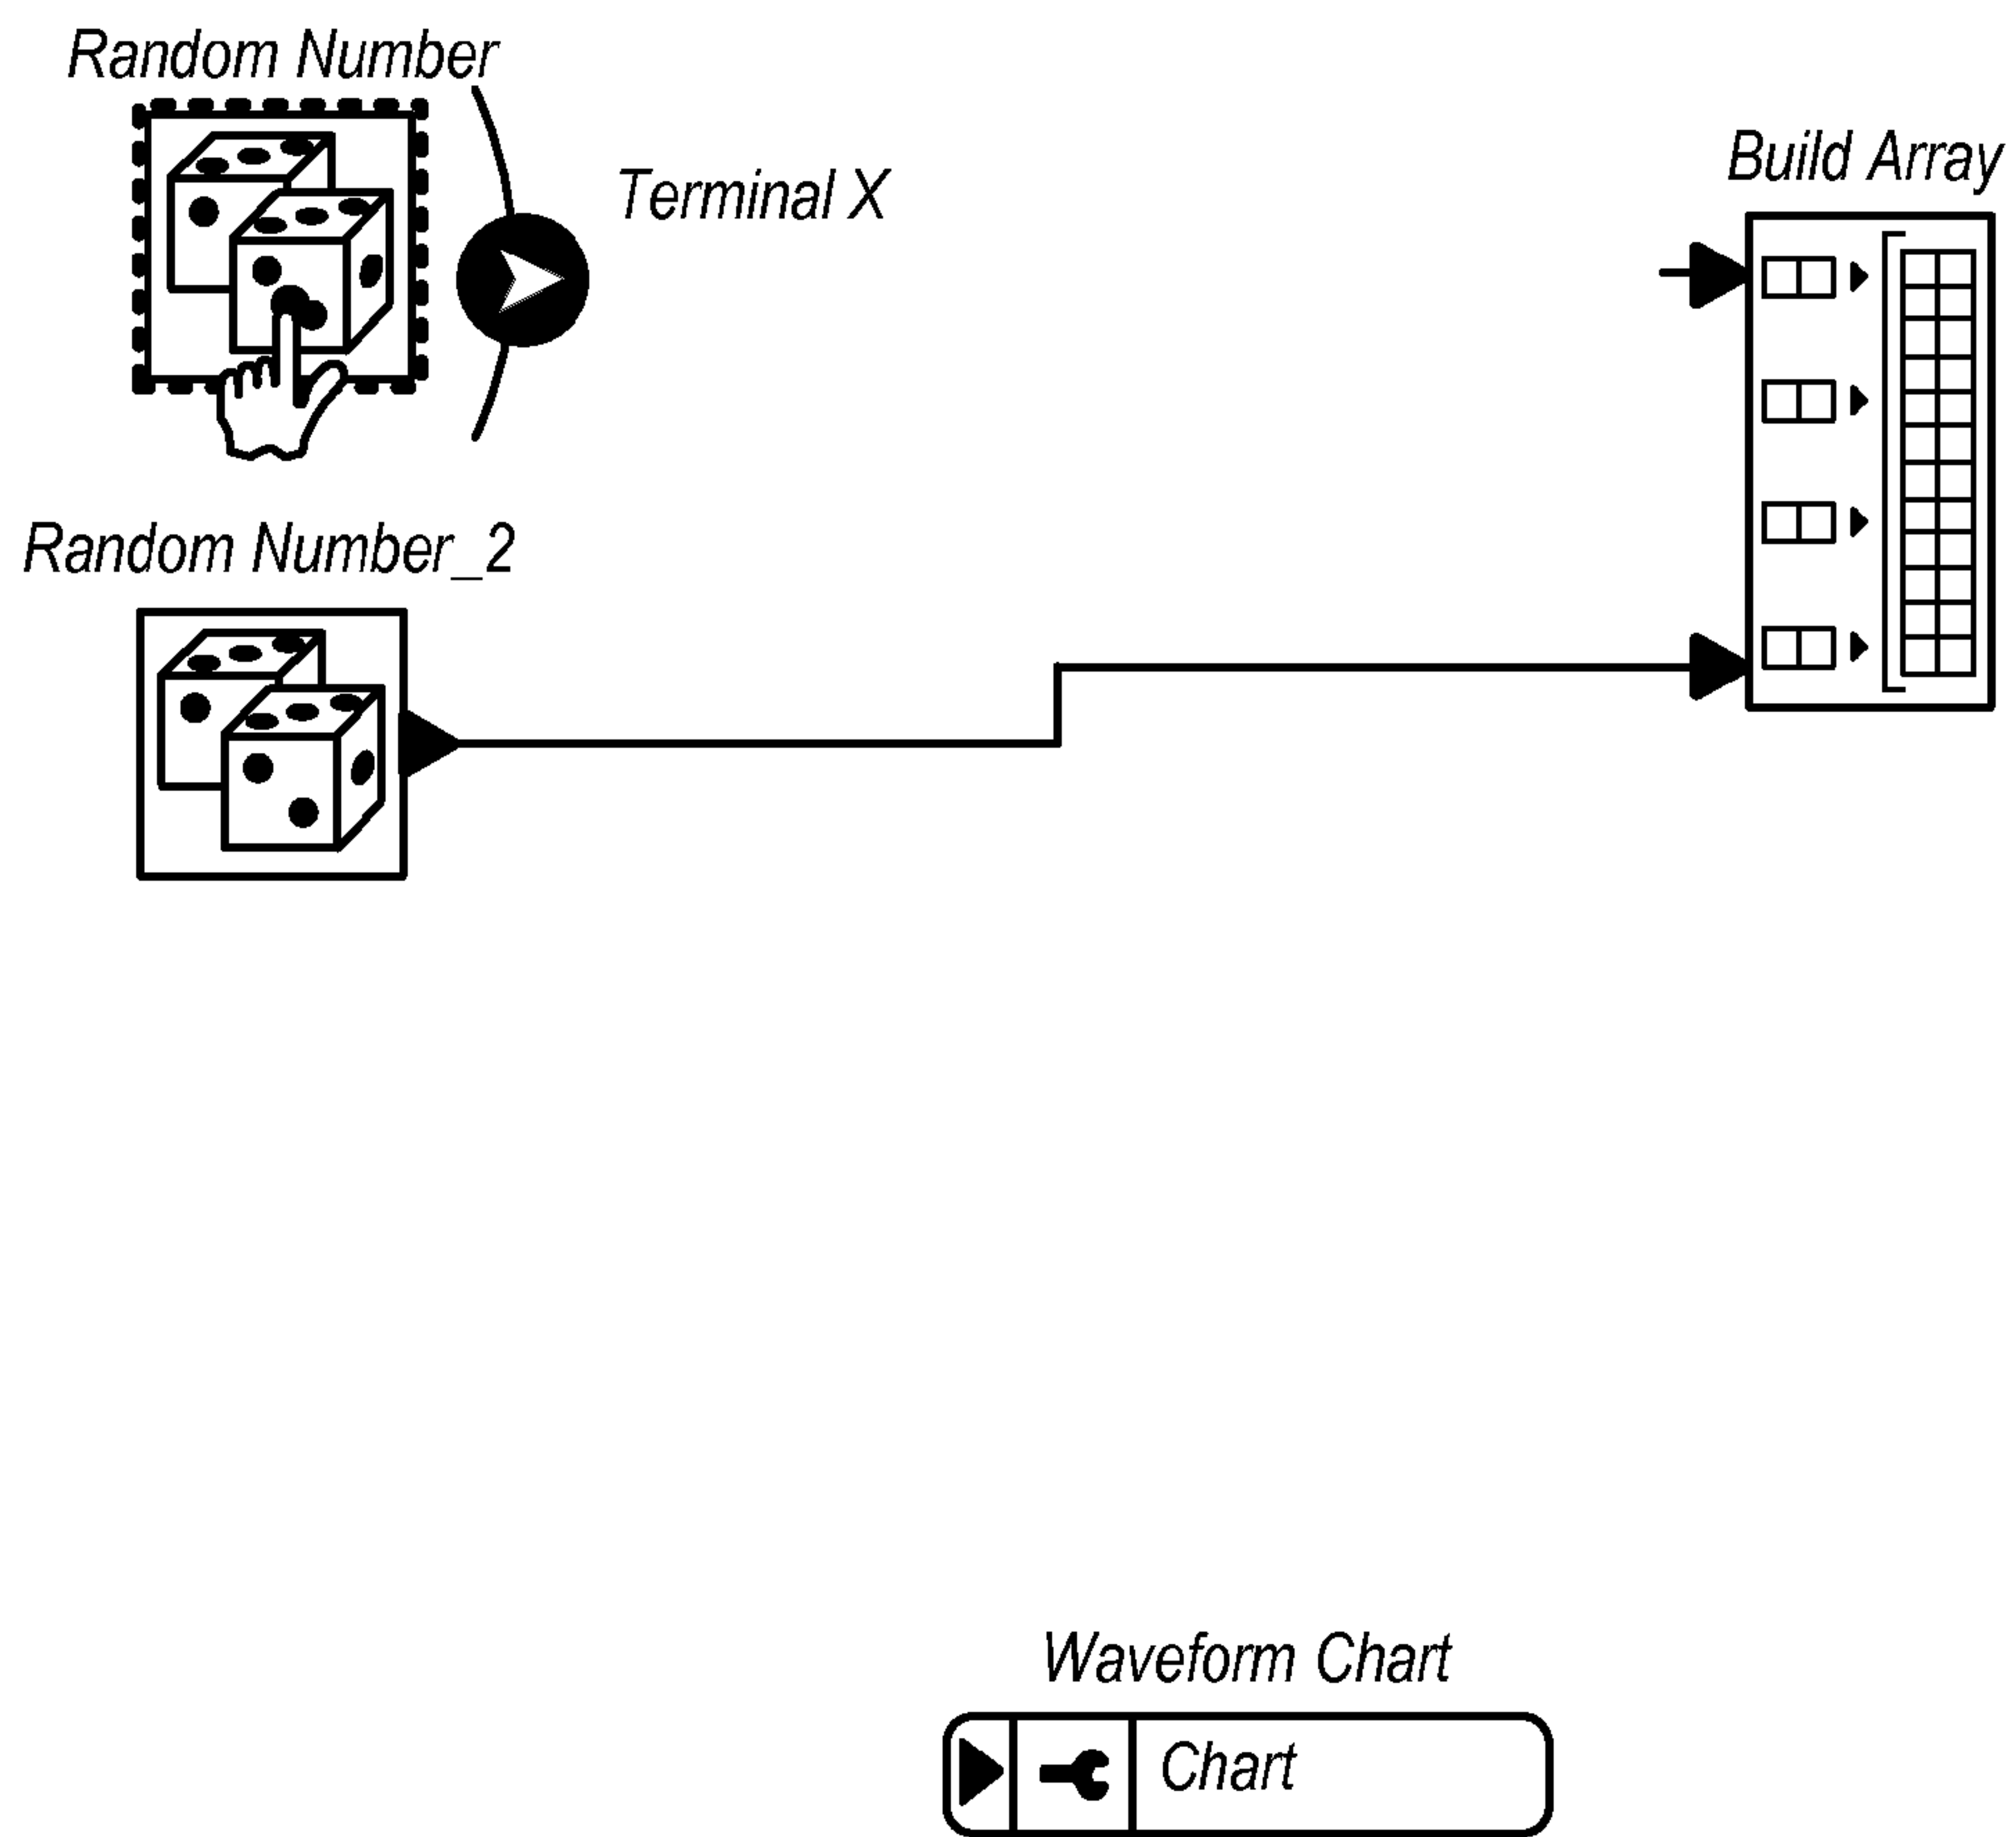 Random Number
Terminal X
Build Array
Random Number_2
Waveform Chart
Chart